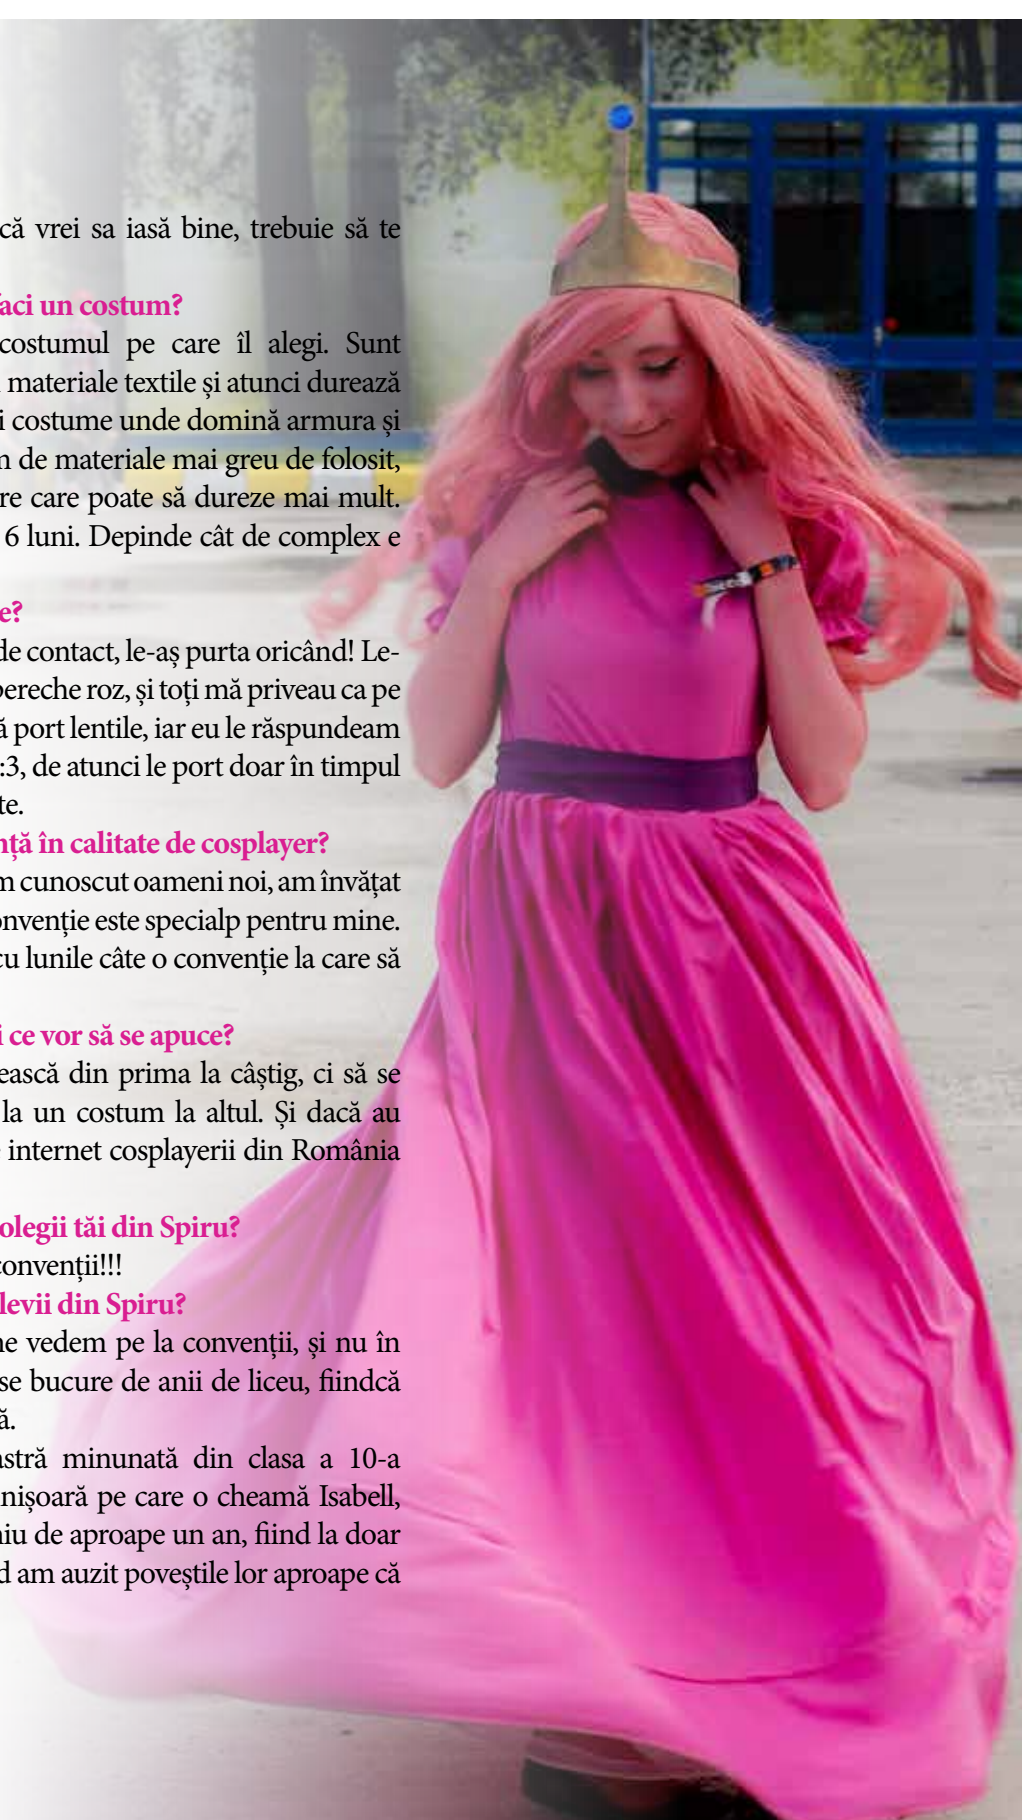 că vrei sa iasă bine, trebuie să te
faci un costum?
costumul pe care îl alegi. Sunt
materiale textile și atunci durează
i costume unde domină armura și
m de materiale mai greu de folosit,
re care poate să dureze mai mult.
6 luni. Depinde cât de complex e
e?
de contact, le-aș purta oricând! Le-
pereche roz, și toți mă priveau ca pe
ă port lentile, iar eu le răspundeam
:3, de atunci le port doar în timpul
te.
nță în calitate de cosplayer?
m cunoscut oameni noi, am învățat
onvenție este specialp pentru mine.
cu lunile câte o convenție la care să
i ce vor să se apuce?
ească din prima la câștig, ci să se
la un costum la altul. Și dacă au
internet cosplayerii din România
olegii tăi din Spiru?
convenții!!!
levii din Spiru?
ne vedem pe la convenții, și nu în
se bucure de anii de liceu, fiindcă
ă.
astră minunată din clasa a 10-a
nișoară pe care o cheamă Isabell,
niu de aproape un an, fiind la doar
d am auzit poveștile lor aproape că